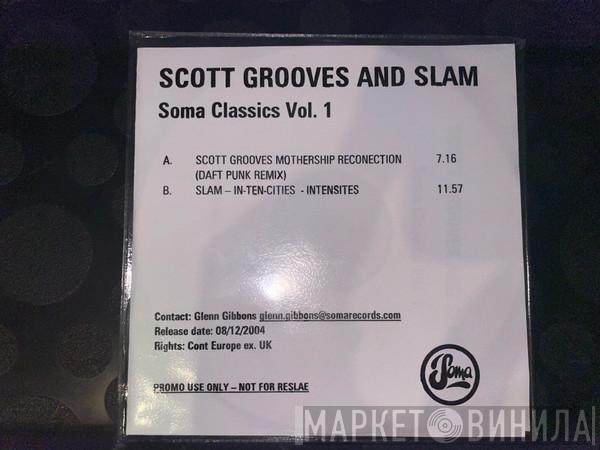 SCOTT GROOVES AND SLAM
Soma Classics Vol. 1
A. SCOTT GROOVES MOTHERSHIP RECONECTION 7.16
(DAFT PUNK REMIX)
B. SLAM – IN-TEN-CITIES - INTENSITES 11.57
Contact: Glenn Gibbons glenn.gibbons@somarecords.com
Release date: 08/12/2004
Rights: Cont Europe ex. UK
PROMO USE ONLY – NOT FOR RESLAE
Soma
МАРКЕТ ВИНИЛА